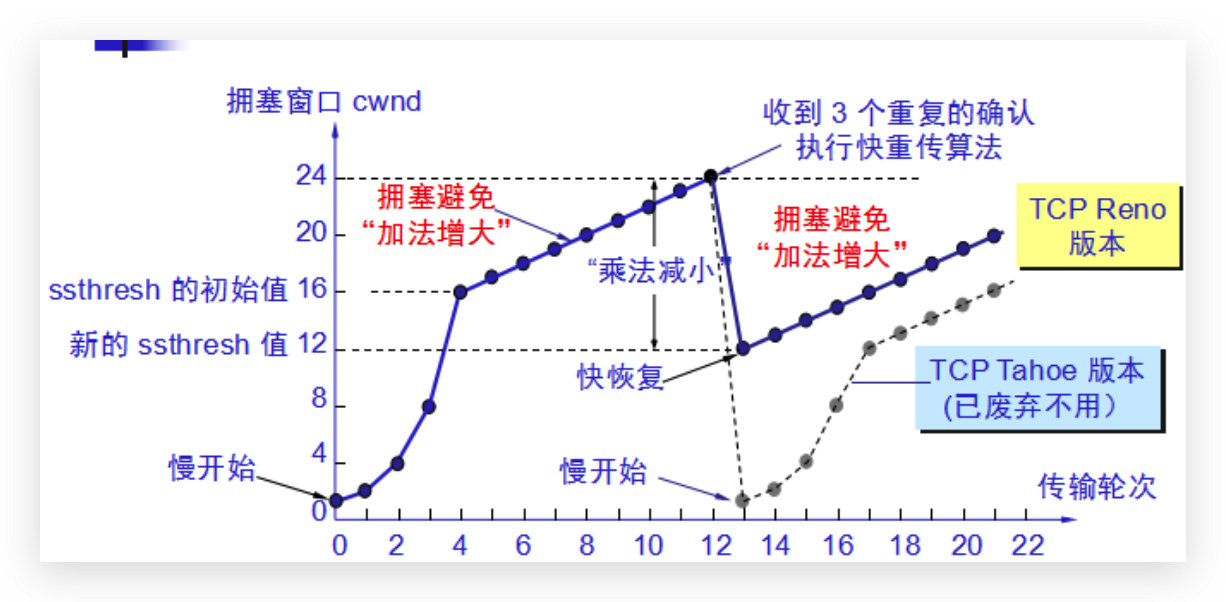 拥塞窗口 cwnd
收到 3 个重复的确认
执行快重传算法
24
拥塞避免
“加法增大”
拥塞避免
“加法增大”
TCP Reno
版本
20
“乘法减小”
ssthresh 的初始值 16
新的 ssthresh 值 12
快恢复
TCP Tahoe 版本
(已废弃不用）
8
4
慢开始
慢开始
传输轮次
0
0 2 4 6 8 10 12 14 16 18 20 22